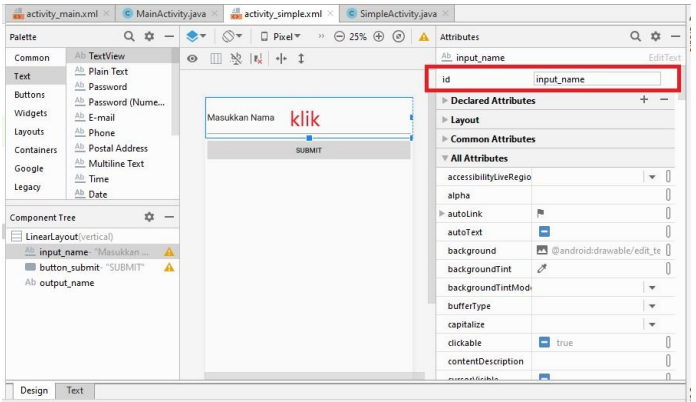 activity_main.xml × MainActivity.java × activity_simple.xml × SimpleActivity.java ×
Palette
Common
Text
Buttons
Widgets
Layouts
Containers
Google
Legacy
Ab TextView
Ab Plain Text
Ab Password
Ab Password (Nume...
Ab E-mail
Ab Phone
Ab Postal Address
Ab Multiline Text
Ab Time
Ab Date
Component Tree
LinearLayout(vertical)
Ab input_name- "Masukkan ...
button_submit- "SUBMIT"
Ab output_name
Pixel 25%
Masukkan Nama klik
SUBMIT
Attributes
Ab input_name EditText
id input_name
Declared Attributes
Layout
Common Attributes
All Attributes
accessibilityLiveRegio
alpha
autoLink
autoText
background @android:drawable/edit_te
backgroundTint
backgroundTintMod
bufferType
capitalize
clickable true
contentDescription
cursorVisible
Design Text